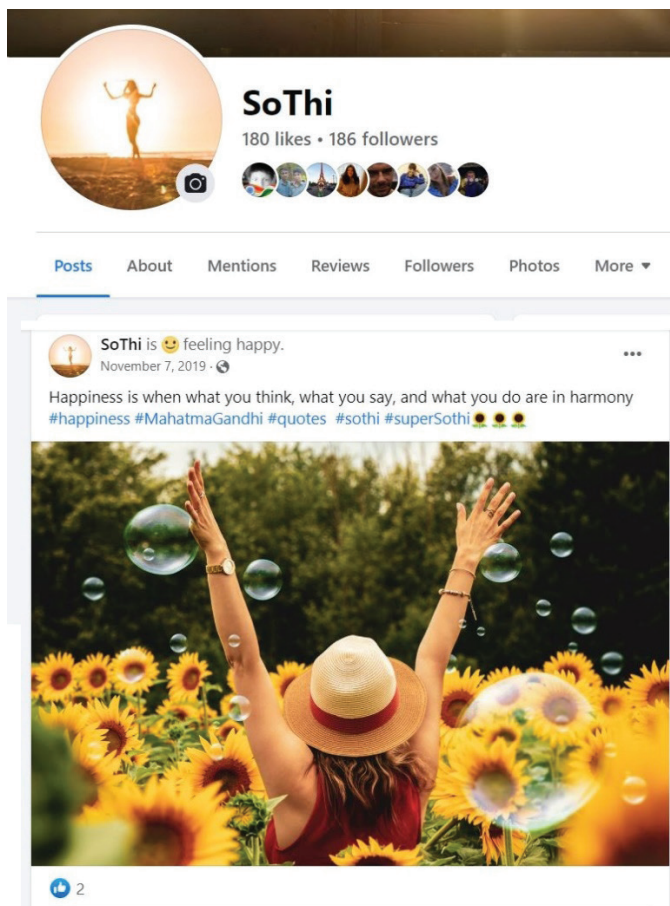 SoThi
180 likes • 186 followers
Posts About Mentions Reviews Followers Photos More
SoThi is 🙂 feeling happy.
November 7, 2019 ·
Happiness is when what you think, what you say, and what you do are in harmony
#happiness #MahatmaGandhi #quotes #sothi #superSothi🌻🌻🌻
2